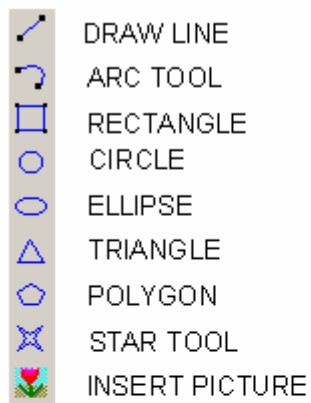 DRAW LINE
ARC TOOL
RECTANGLE
CIRCLE
ELLIPSE
TRIANGLE
POLYGON
STAR TOOL
INSERT PICTURE